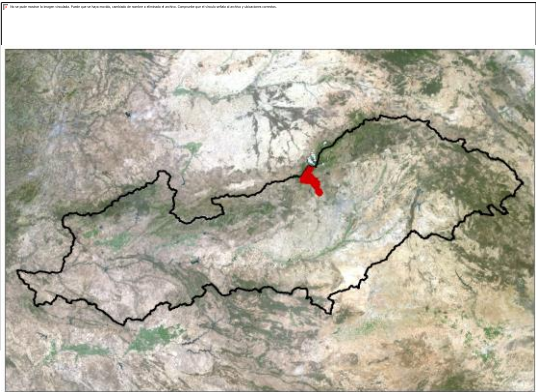 No se puede mostrar la imagen vinculada. Puede que se haya movido, cambiado de nombre o eliminado el archivo. Compruebe que el vínculo señala al archivo y ubicaciones correctos.